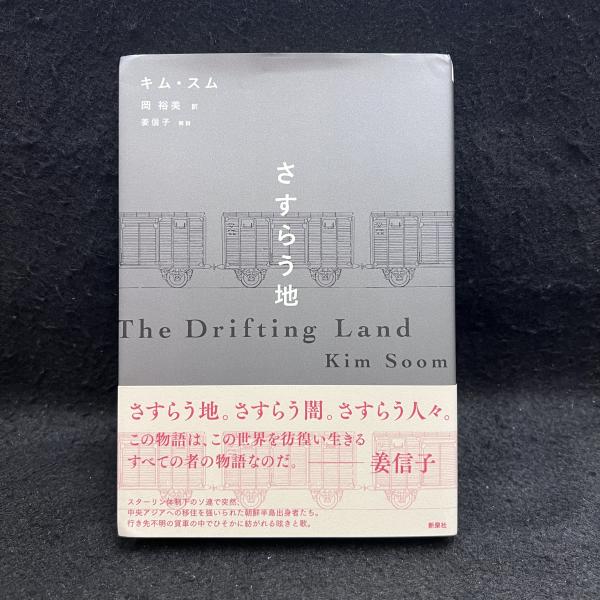 キム・スム
岡 裕美 訳
姜信子 解説
さすらう地
The Drifting Land
Kim Soom
さすらう地。さすらう闇。さすらう人々。
この物語は、この世界を彷徨い生きる
すべての者の物語なのだ。――姜信子
スターリン体制下のソ連で突然、
中央アジアへの移住を強いられた朝鮮半島出身者たち。
行き先不明の貨車の中でひそかに紡がれる呟きと歌。
新泉社